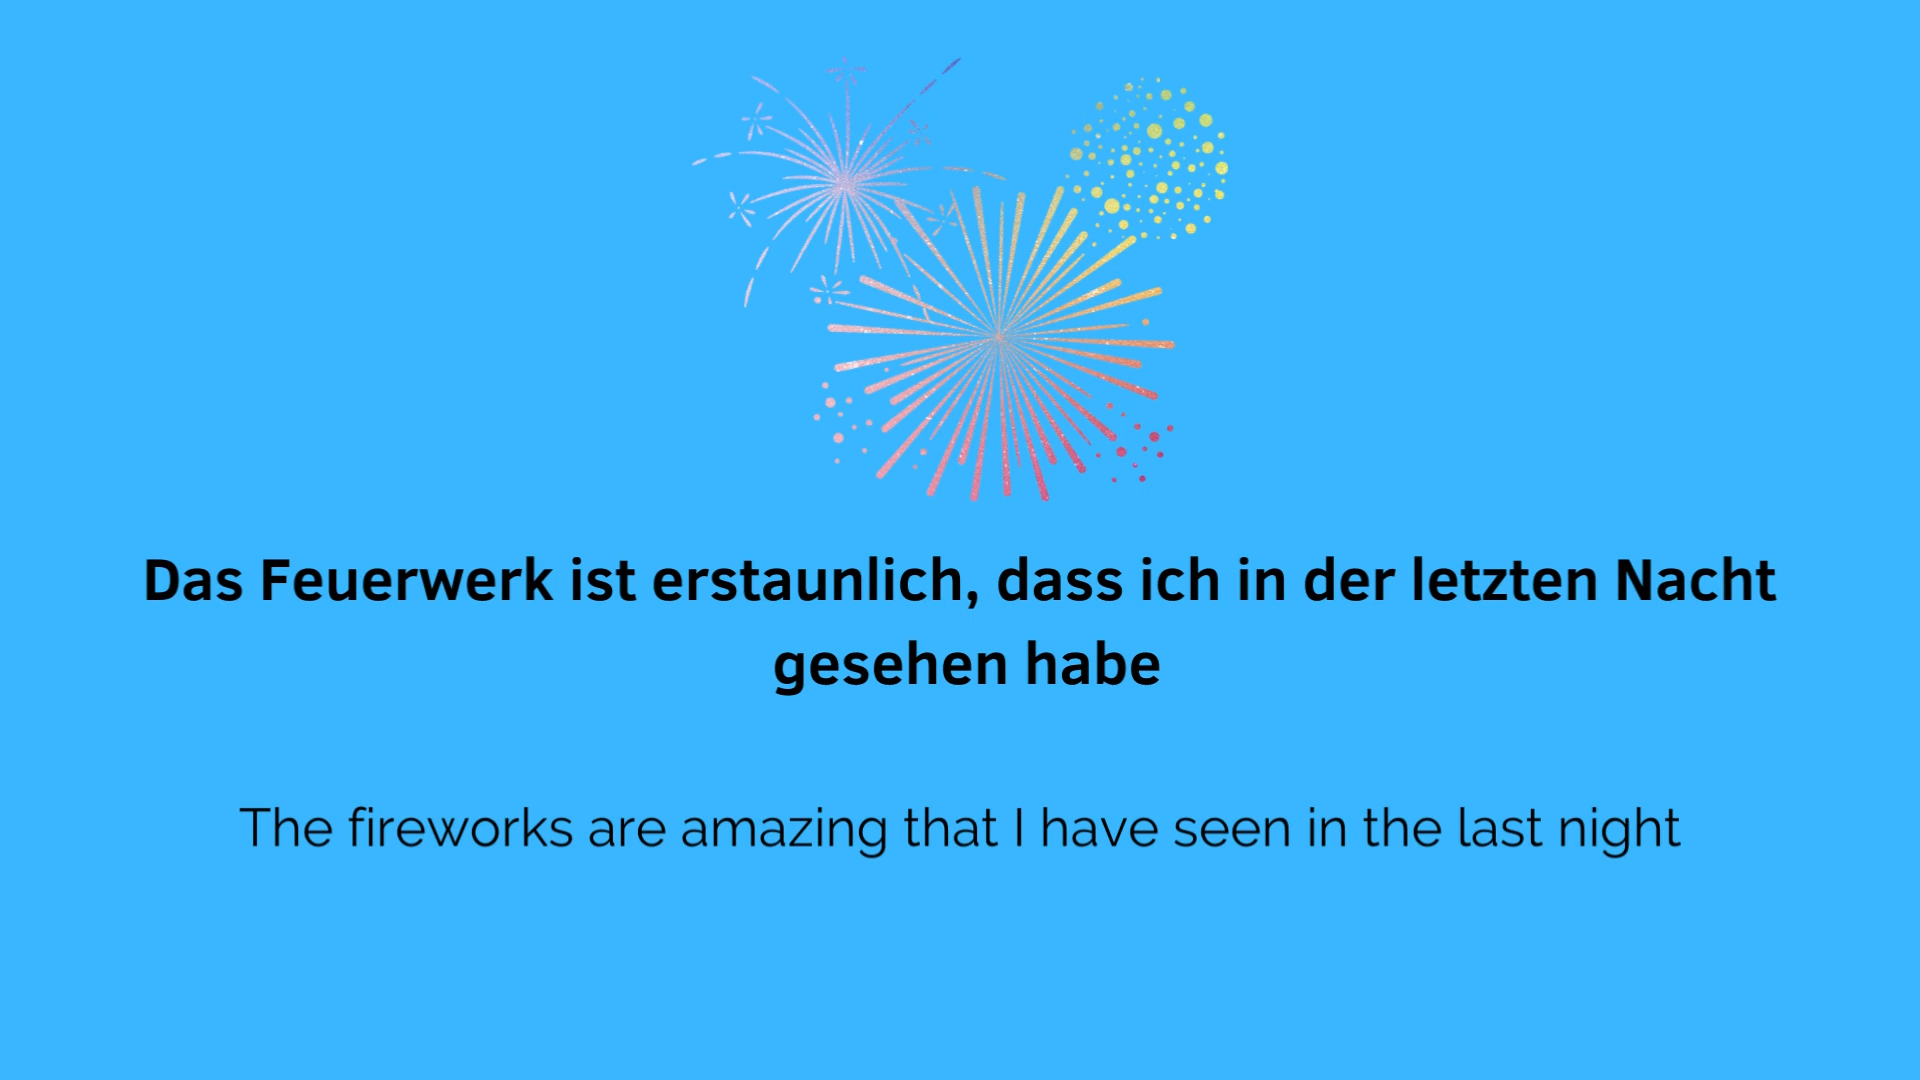 Das Feuerwerk ist erstaunlich, dass ich in der letzten Nacht
gesehen habe
The fireworks are amazing that I have seen in the last night